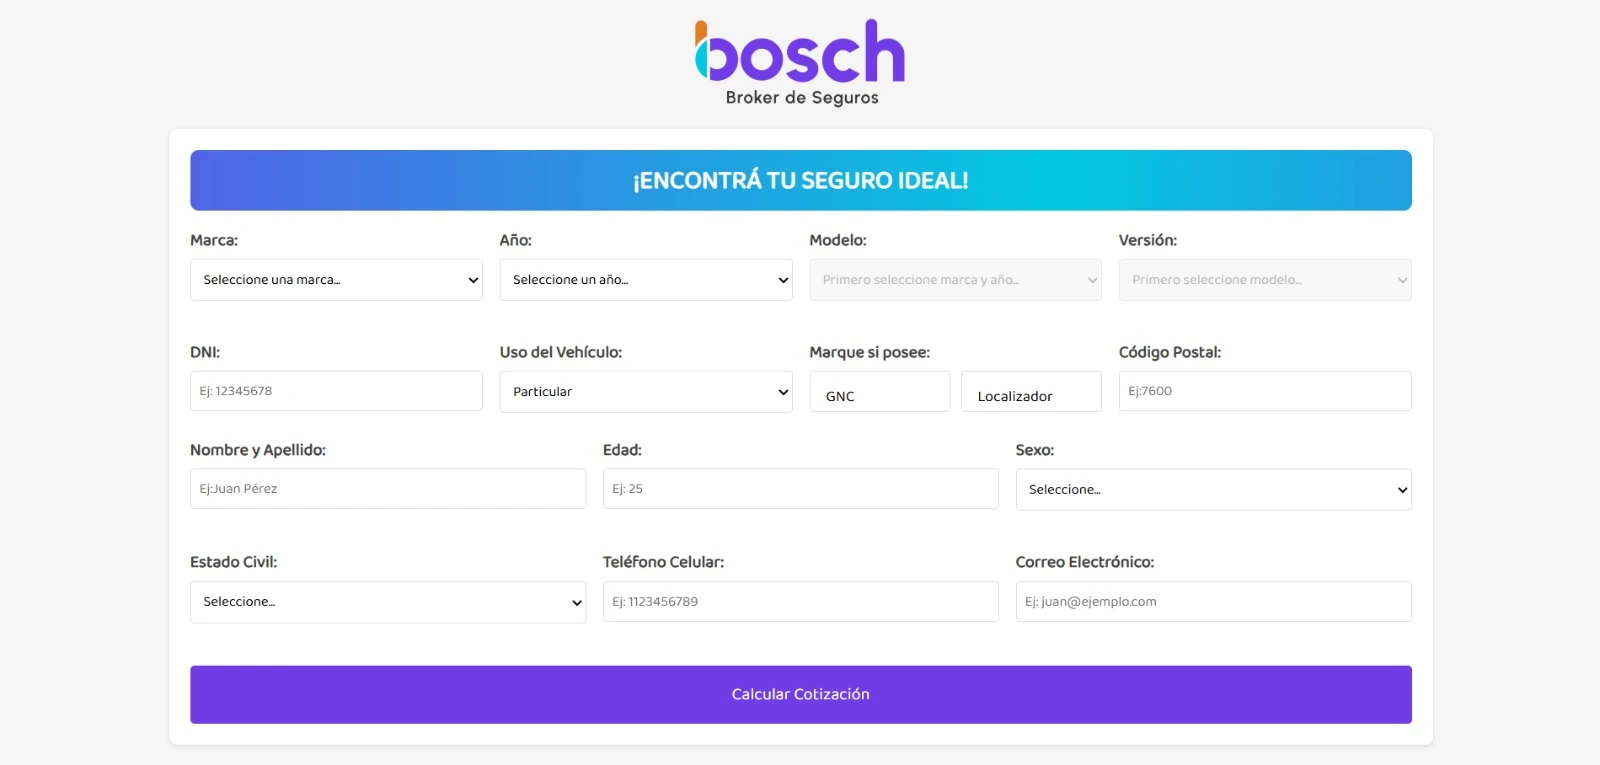 bosch
Broker de Seguros
¡ENCONTRÁ TU SEGURO IDEAL!
Marca: Año: Modelo: Versión:
Seleccione una marca... Seleccione un año... Primero seleccione marca y año... Primero seleccione modelo...
DNI: Uso del Vehículo: Marque si posee: Código Postal:
Ej: 12345678 Particular GNC Localizador Ej:7600
Nombre y Apellido: Edad: Sexo:
Ej:Juan Pérez Ej: 25 Seleccione...
Estado Civil: Teléfono Celular: Correo Electrónico:
Seleccione... Ej: 1123456789 Ej: juan@ejemplo.com
Calcular Cotización